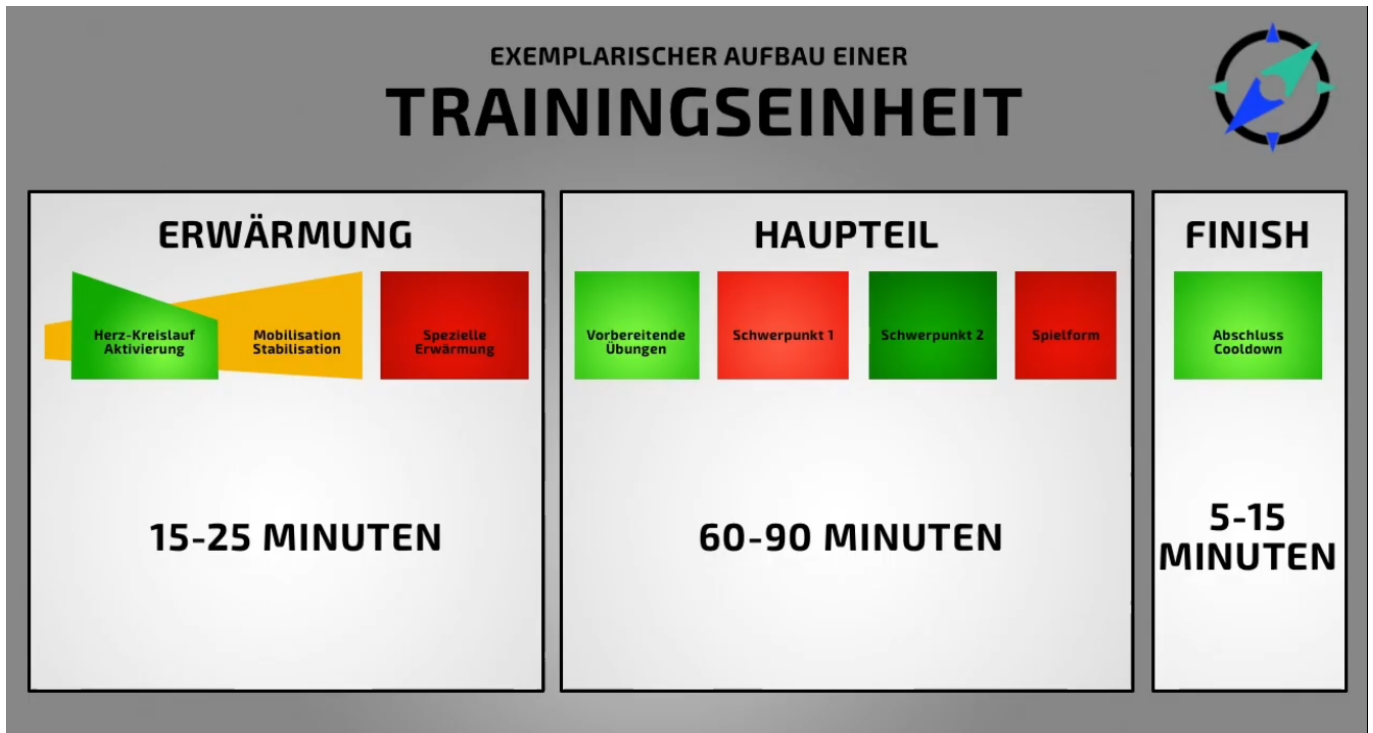 EXEMPLARISCHER AUFBAU EINER
TRAININGSEINHEIT
ERWÄRMUNG
Herz-Kreislauf
Aktivierung
Mobilisation
Stabilisation
Spezielle
Erwärmung
15-25 MINUTEN
HAUPTEIL
Vorbereitende
Übungen
Schwerpunkt 1
Schwerpunkt 2
Spielform
60-90 MINUTEN
FINISH
Abschluss
Cooldown
5-15
MINUTEN